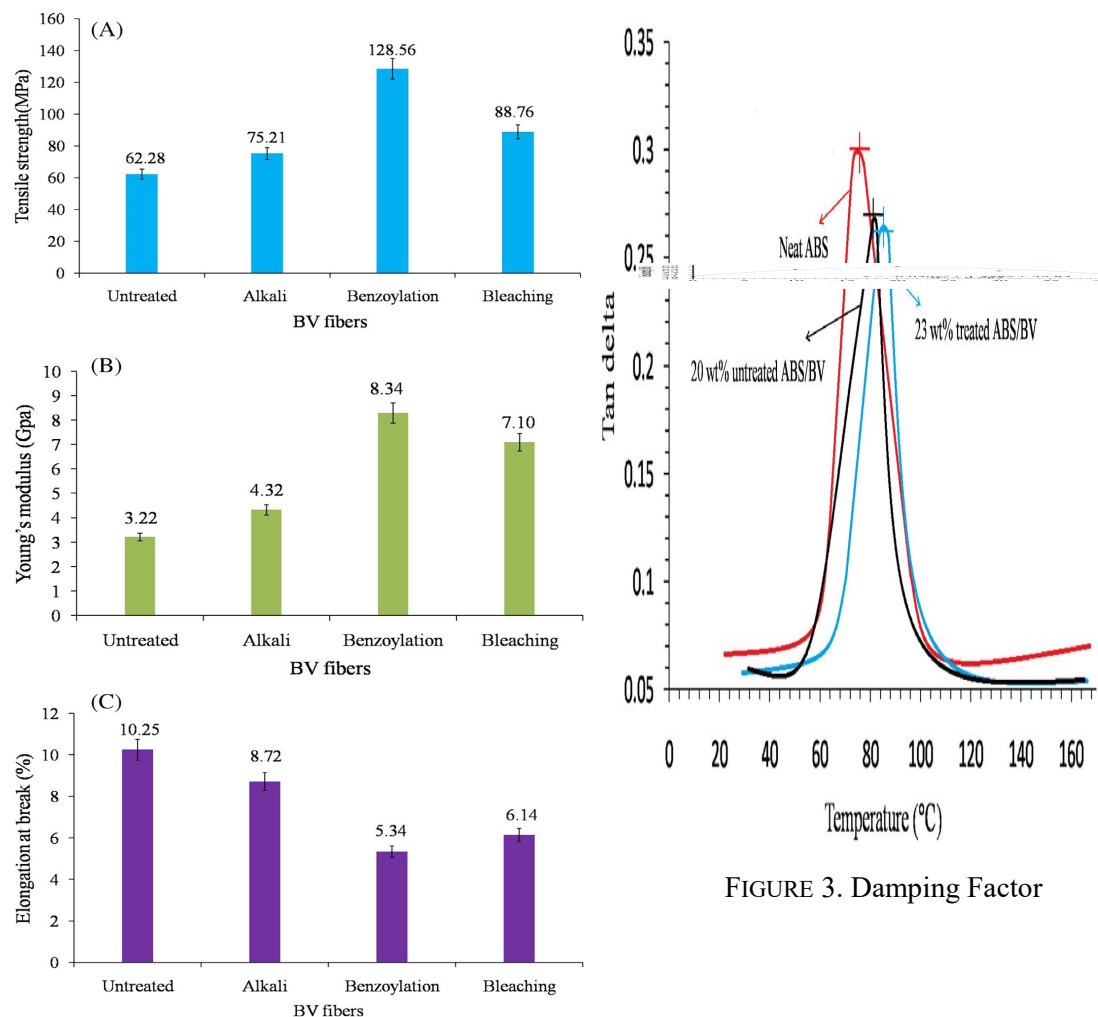 (A)
Tensile strength(MPa)
160
140
120
100
80
60
40
20
0
62.28
75.21
128.56
88.76
Untreated Alkali Benzoylation Bleaching
BV fibers
(B)
Young's modulus (Gpa)
10
9
8
7
6
5
4
3
2
1
0
3.22
4.32
8.34
7.10
Untreated Alkali Benzoylation Bleaching
BV fibers
(C)
Elongation at break (%)
12
10
8
6
4
2
0
10.25
8.72
5.34
6.14
Untreated Alkali Benzoylation Bleaching
BV fibers
Tan delta
0.35
0.3
0.25
0.2
0.15
0.1
0.05
Neat ABS
23 wt% treated ABS/BV
20 wt% untreated ABS/BV
0 20 40 60 80 100 120 140 160
Temperature (°C)
FIGURE 3. Damping Factor